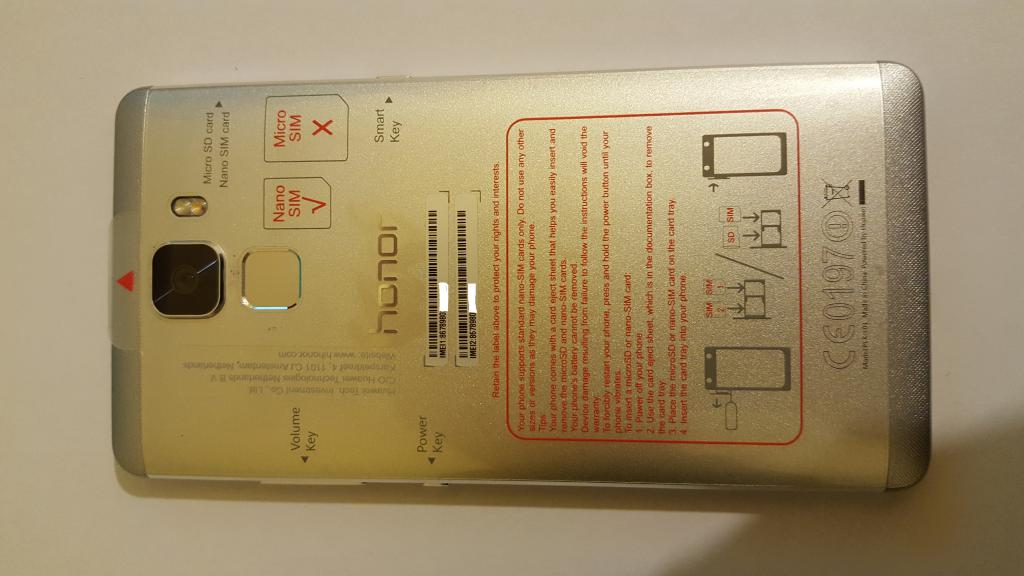 Micro SD card
Nano SIM card
Micro
SIM
X
Nano
SIM
√
Smart
Key
honor
IMEI1:867898
IMEI2:86789
Huawei Tech. Investment Co., Ltd
C/O Huawei Technologies Netherlands B.V.
Karspeldreef 4, 1101 CJ Amsterdam, Netherlands
Website: www.hihonor.com
Volume
Key
Power
Key
Retain the label above to protect your rights and interests.
Your phone supports standard nano-SIM cards only. Do not use any other
sizes or versions as they may damage your phone.
Tips:
Your phone comes with a card eject sheet that helps you easily insert and
remove the microSD and nano-SIM cards.
Your phone's battery cannot be removed.
Device damage resulting from failure to follow the instructions will void the
warranty.
To forcibly restart your phone, press and hold the power button until your
phone vibrates.
To insert a microSD or nano-SIM card:
1. Power off your phone.
2. Use the card eject sheet, which is in the documentation box, to remove
the card tray.
3. Place the microSD or nano-SIM card on the card tray.
4. Insert the card tray into your phone.
SIM
2
SIM
1
SD
SIM
CE0197